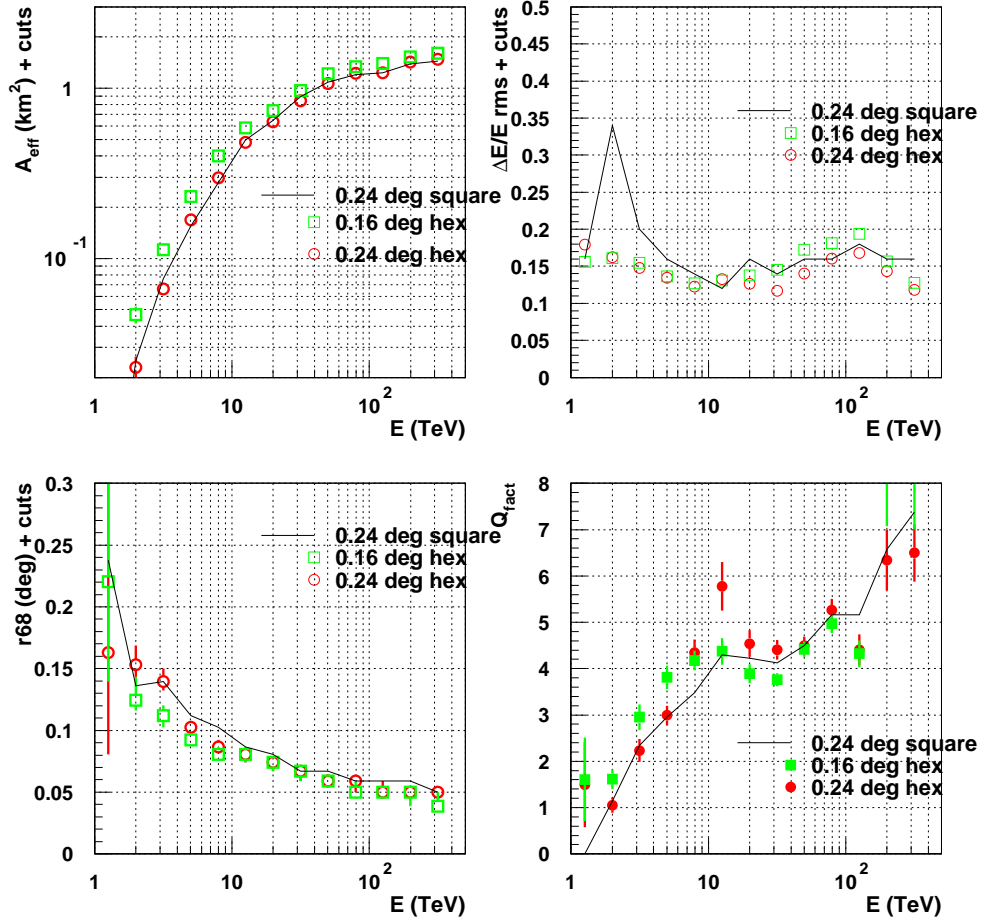 A_eff (km²) + cuts
1
10⁻¹
0.24 deg square
0.16 deg hex
0.24 deg hex
1
10
10²
E (TeV)
ΔE/E rms + cuts
0.5
0.45
0.4
0.35
0.3
0.25
0.2
0.15
0.1
0.05
0
0.24 deg square
0.16 deg hex
0.24 deg hex
1
10
10²
E (TeV)
r68 (deg) + cuts
0.3
0.25
0.2
0.15
0.1
0.05
0
0.24 deg square
0.16 deg hex
0.24 deg hex
1
10
10²
E (TeV)
Q_fact
8
7
6
5
4
3
2
1
0
0.24 deg square
0.16 deg hex
0.24 deg hex
1
10
10²
E (TeV)